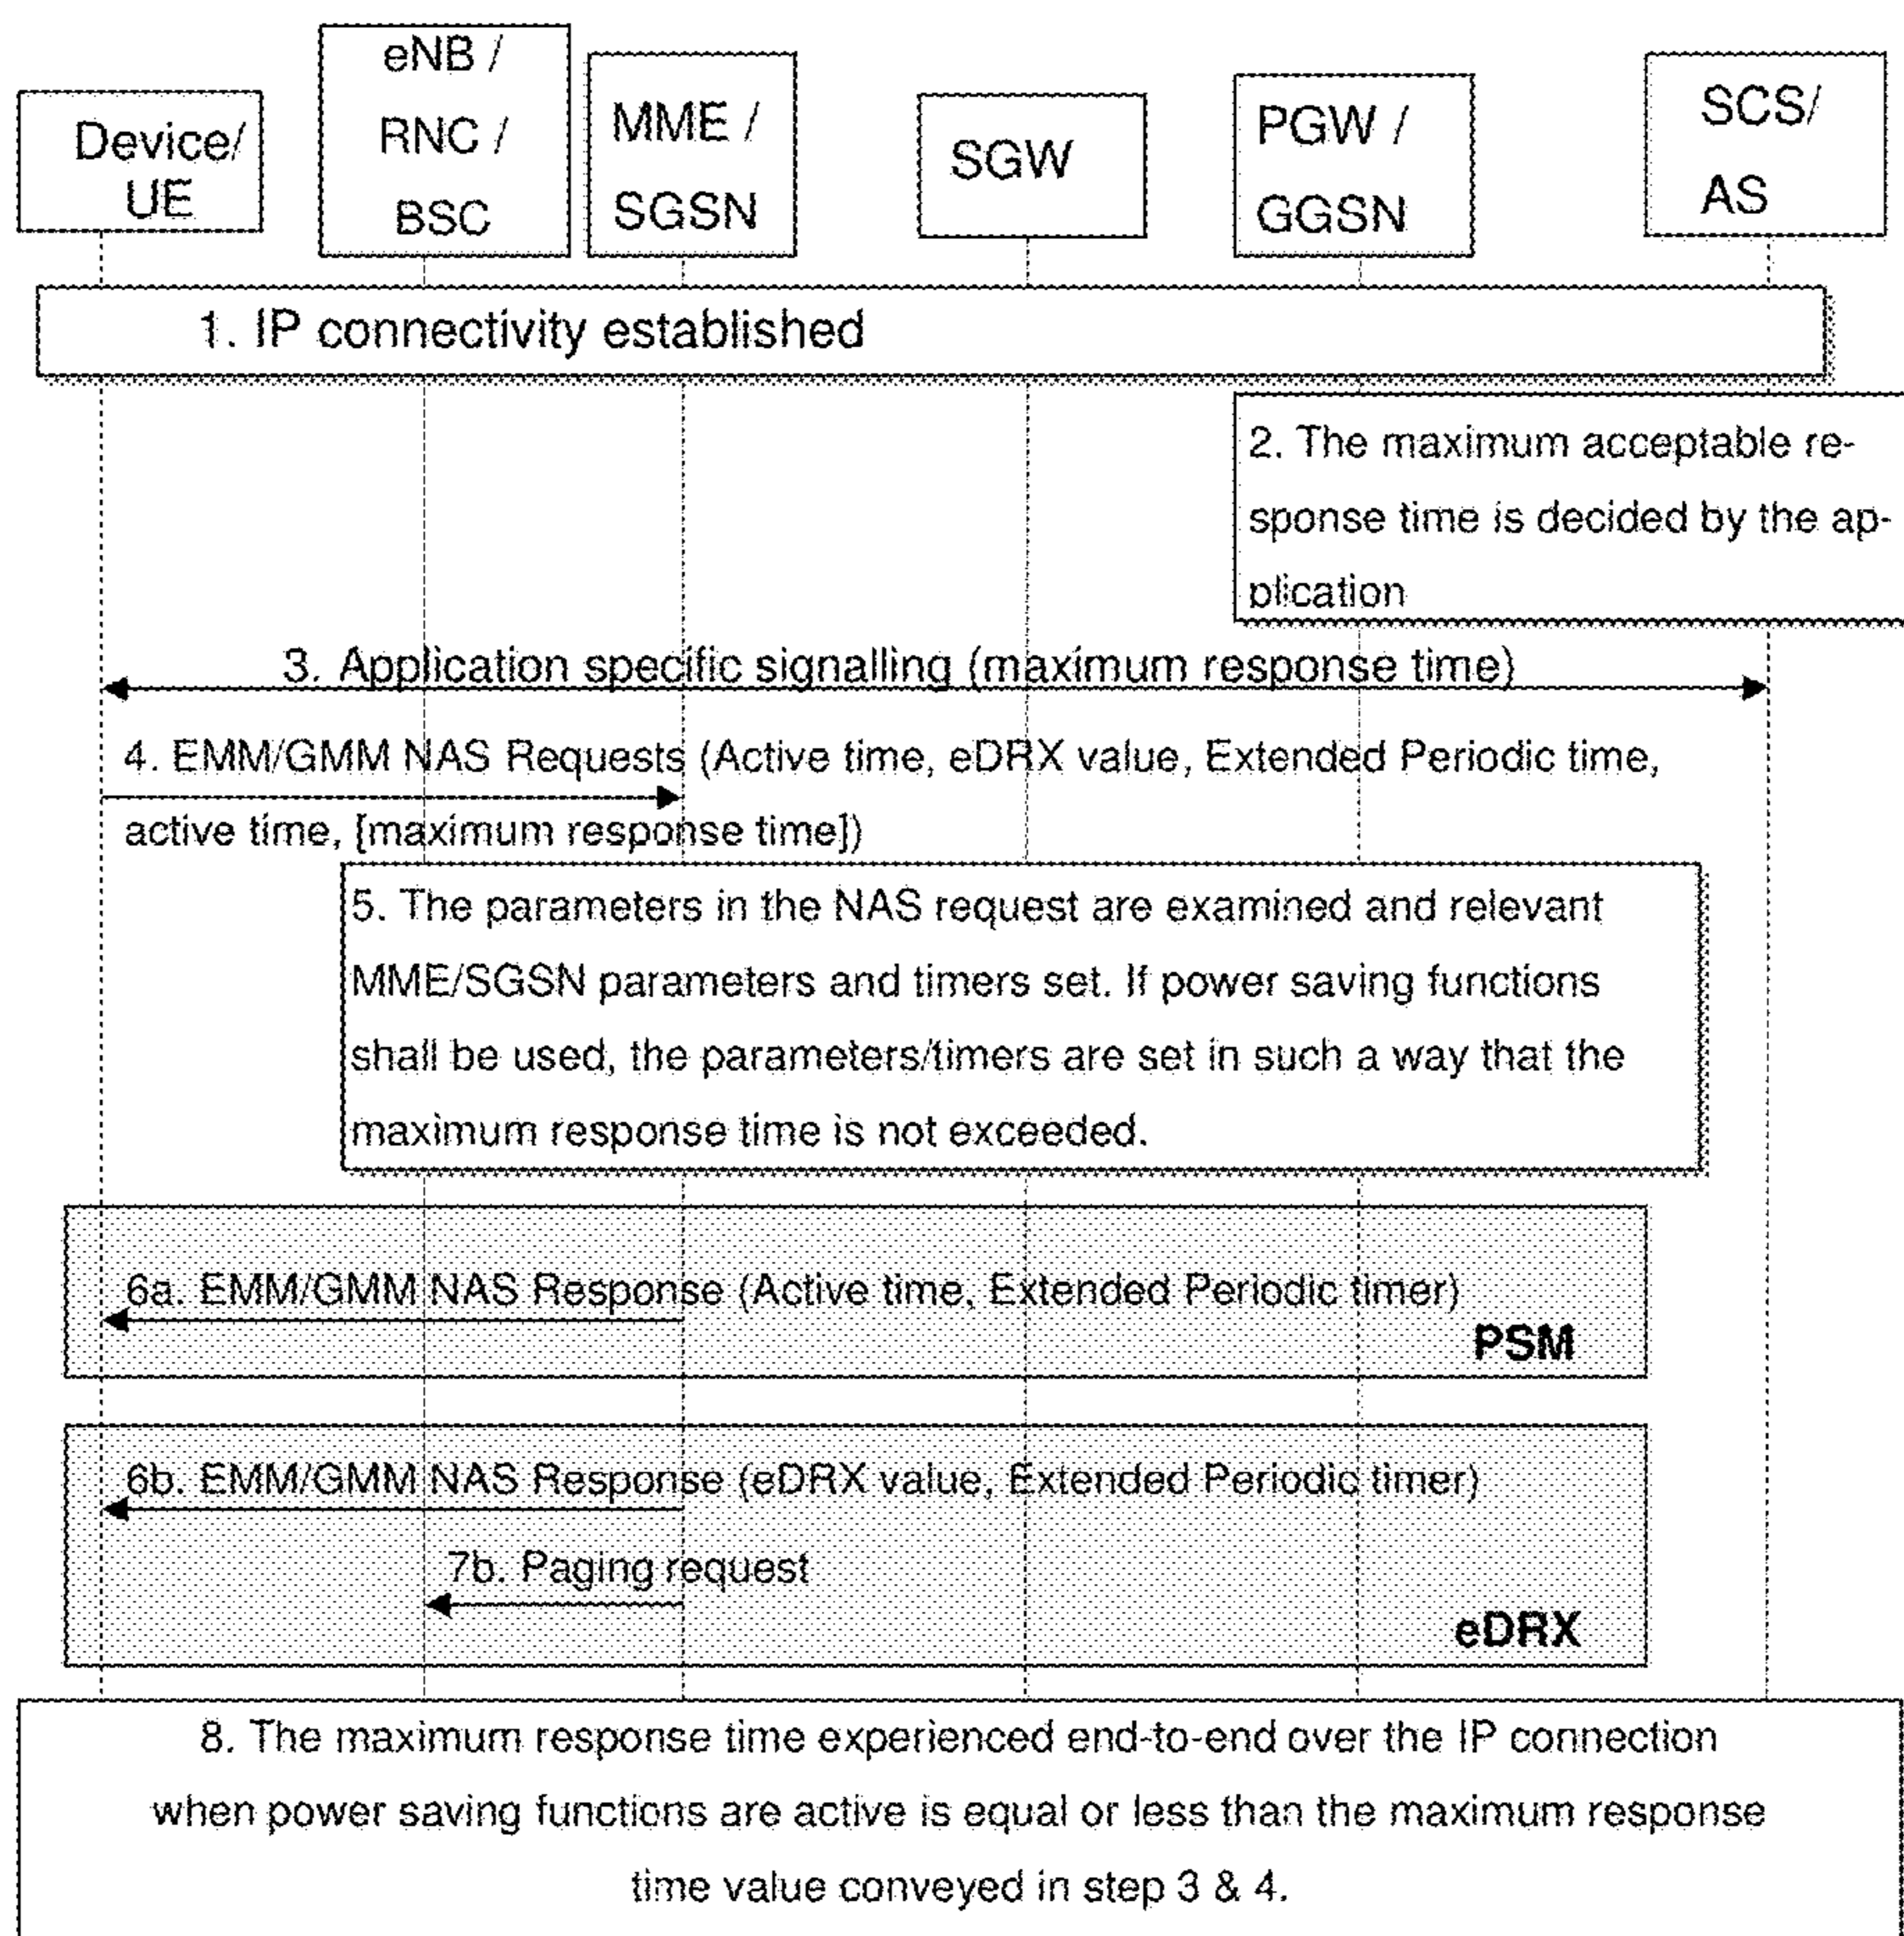 Device/
UE
eNB /
RNC /
BSC
MME /
SGSN
SGW
PGW /
GGSN
SCS/
AS
1. IP connectivity established
2. The maximum acceptable re-
sponse time is decided by the ap-
plication
3. Application specific signalling (maximum response time)
4. EMM/GMM NAS Requests (Active time, eDRX value, Extended Periodic time,
active time, [maximum response time])
5. The parameters in the NAS request are examined and relevant
MME/SGSN parameters and timers set. If power saving functions
shall be used, the parameters/timers are set in such a way that the
maximum response time is not exceeded.
6a. EMM/GMM NAS Response (Active time, Extended Periodic timer)
PSM
6b. EMM/GMM NAS Response (eDRX value, Extended Periodic timer)
7b. Paging request
eDRX
8. The maximum response time experienced end-to-end over the IP connection
when power saving functions are active is equal or less than the maximum response
time value conveyed in step 3 & 4.